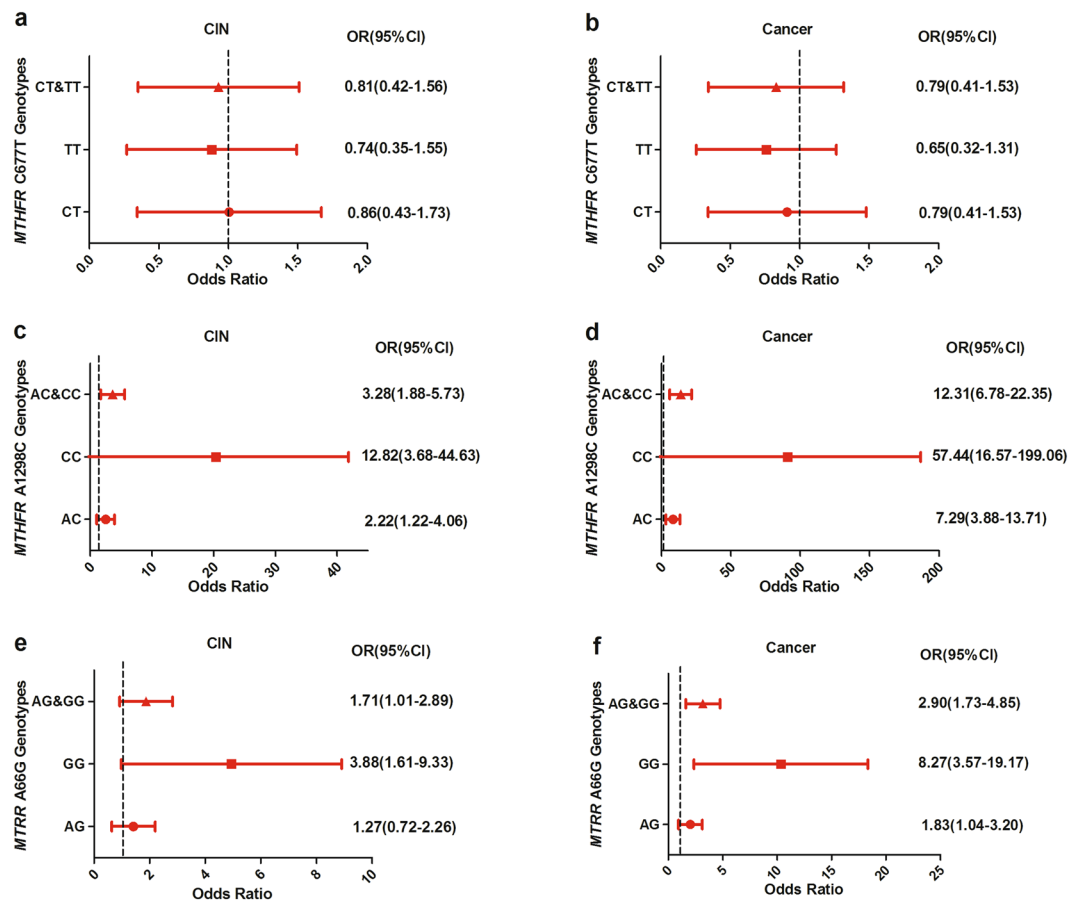 a
CIN
OR(95%CI)
MTHFR C677T Genotypes
CT&TT
0.81(0.42-1.56)
TT
0.74(0.35-1.55)
CT
0.86(0.43-1.73)
0.0 0.5 1.0 1.5 2.0
Odds Ratio
b
Cancer
OR(95%CI)
MTHFR C677T Genotypes
CT&TT
0.79(0.41-1.53)
TT
0.65(0.32-1.31)
CT
0.79(0.41-1.53)
0.0 0.5 1.0 1.5 2.0
Odds Ratio
c
CIN
OR(95%CI)
MTHFR A1298C Genotypes
AC&CC
3.28(1.88-5.73)
CC
12.82(3.68-44.63)
AC
2.22(1.22-4.06)
0 10 20 30 40
Odds Ratio
d
Cancer
OR(95%CI)
MTHFR A1298C Genotypes
AC&CC
12.31(6.78-22.35)
CC
57.44(16.57-199.06)
AC
7.29(3.88-13.71)
0 50 100 150 200
Odds Ratio
e
CIN
OR(95%CI)
MTRR A66G Genotypes
AG&GG
1.71(1.01-2.89)
GG
3.88(1.61-9.33)
AG
1.27(0.72-2.26)
0 2 4 6 8 10
Odds Ratio
f
Cancer
OR(95%CI)
MTRR A66G Genotypes
AG&GG
2.90(1.73-4.85)
GG
8.27(3.57-19.17)
AG
1.83(1.04-3.20)
0 5 10 15 20 25
Odds Ratio